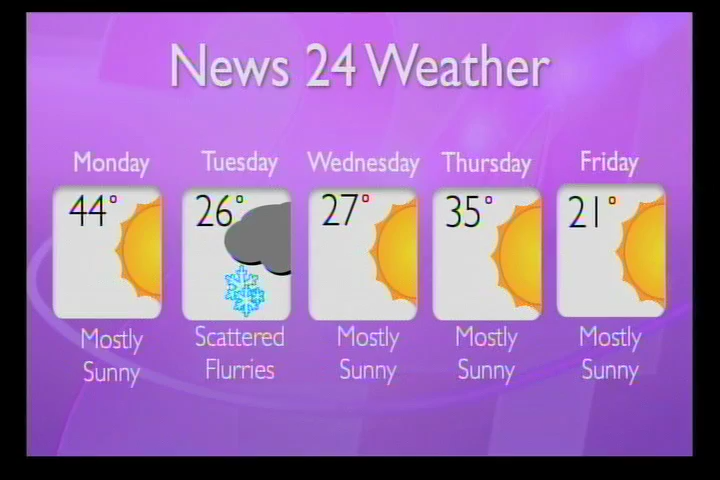 News 24 Weather
Monday Tuesday Wednesday Thursday Friday
44° 26° 27° 35° 21°
Mostly Scattered Mostly Mostly Mostly
Sunny Flurries Sunny Sunny Sunny